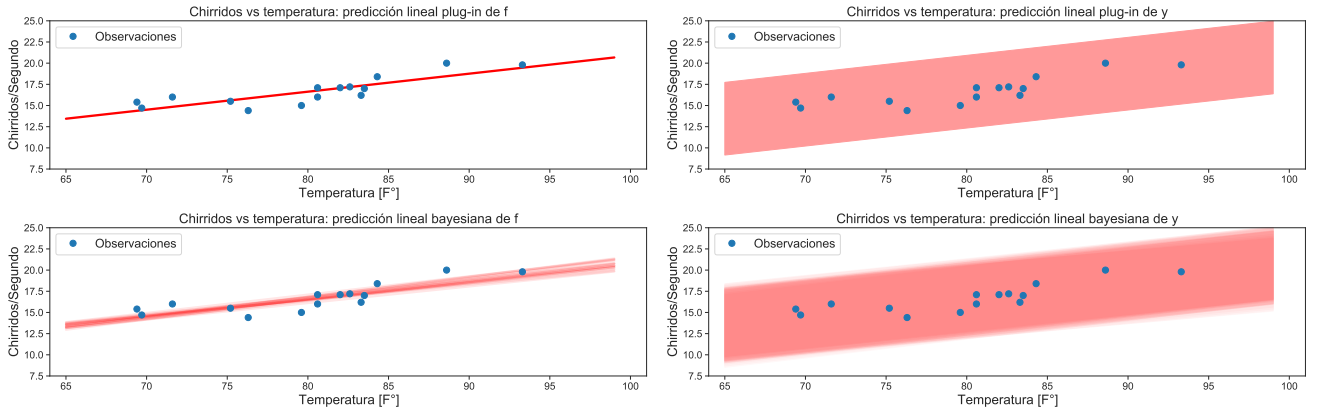 Chirridos vs temperatura: predicción lineal plug-in de f
Chirridos/Segundo
25.0
22.5
20.0
17.5
15.0
12.5
10.0
7.5
Observaciones
65 70 75 80 85 90 95 100
Temperatura [F°]
Chirridos vs temperatura: predicción lineal plug-in de y
Chirridos/Segundo
25.0
22.5
20.0
17.5
15.0
12.5
10.0
7.5
Observaciones
65 70 75 80 85 90 95 100
Temperatura [F°]
Chirridos vs temperatura: predicción lineal bayesiana de f
Chirridos/Segundo
25.0
22.5
20.0
17.5
15.0
12.5
10.0
7.5
Observaciones
65 70 75 80 85 90 95 100
Temperatura [F°]
Chirridos vs temperatura: predicción lineal bayesiana de y
Chirridos/Segundo
25.0
22.5
20.0
17.5
15.0
12.5
10.0
7.5
Observaciones
65 70 75 80 85 90 95 100
Temperatura [F°]